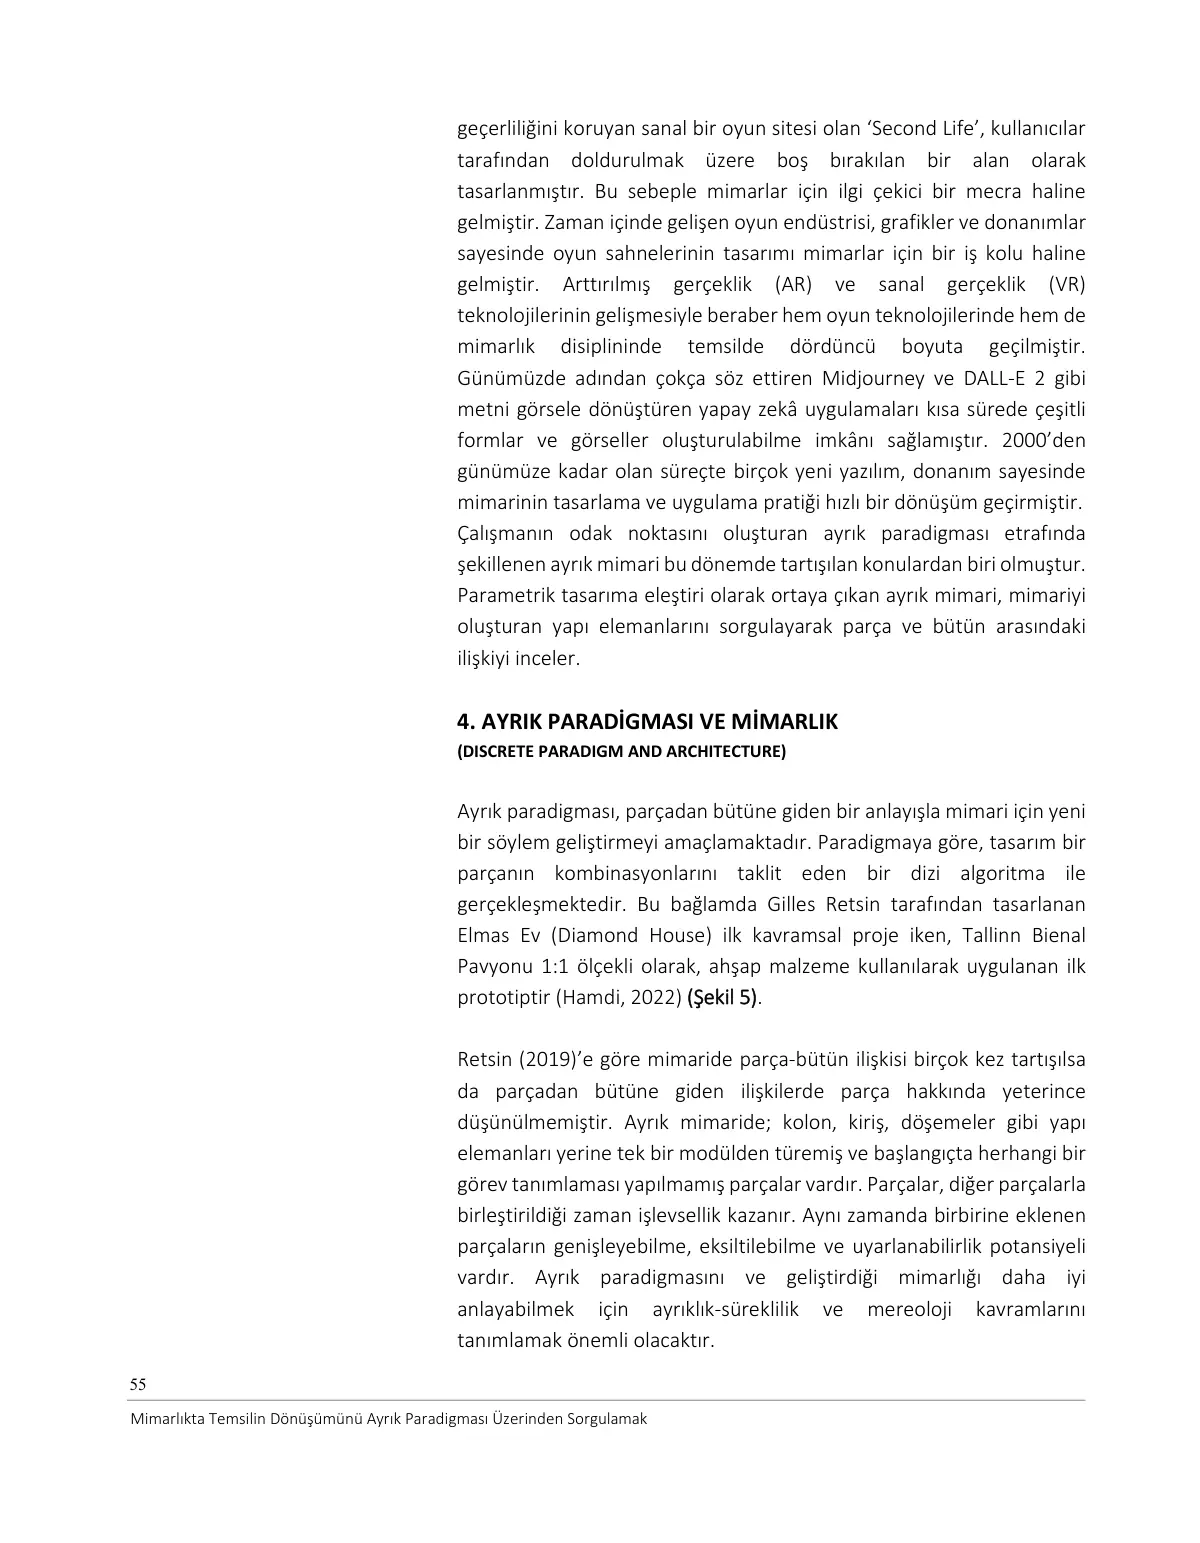 geçerliliğini koruyan sanal bir oyun sitesi olan ‘Second Life’, kullanıcılar
tarafından doldurulmak üzere boş bırakılan bir alan olarak
tasarlanmıştır. Bu sebeple mimarlar için ilgi çekici bir mecra haline
gelmiştir. Zaman içinde gelişen oyun endüstrisi, grafikler ve donanımlar
sayesinde oyun sahnelerinin tasarımı mimarlar için bir iş kolu haline
gelmiştir. Arttırılmış gerçeklik (AR) ve sanal gerçeklik (VR)
teknolojilerinin gelişmesiyle beraber hem oyun teknolojilerinde hem de
mimarlık disiplininde temsilde dördüncü boyuta geçilmiştir.
Günümüzde adından çokça söz ettiren Midjourney ve DALL-E 2 gibi
metni görsele dönüştüren yapay zekâ uygulamaları kısa sürede çeşitli
formlar ve görseller oluşturulabilme imkânı sağlamıştır. 2000’den
günümüze kadar olan süreçte birçok yeni yazılım, donanım sayesinde
mimarinin tasarlama ve uygulama pratiği hızlı bir dönüşüm geçirmiştir.
Çalışmanın odak noktasını oluşturan ayrık paradigması etrafında
şekillenen ayrık mimari bu dönemde tartışılan konulardan biri olmuştur.
Parametrik tasarıma eleştiri olarak ortaya çıkan ayrık mimari, mimariyi
oluşturan yapı elemanlarını sorgulayarak parça ve bütün arasındaki
ilişkiyi inceler.
4. AYRIK PARADİGMASI VE MİMARLIK
(DISCRETE PARADIGM AND ARCHITECTURE)
Ayrık paradigması, parçadan bütüne giden bir anlayışla mimari için yeni
bir söylem geliştirmeyi amaçlamaktadır. Paradigmaya göre, tasarım bir
parçanın kombinasyonlarını taklit eden bir dizi algoritma ile
gerçekleşmektedir. Bu bağlamda Gilles Retsin tarafından tasarlanan
Elmas Ev (Diamond House) ilk kavramsal proje iken, Tallinn Bienal
Pavyonu 1:1 ölçekli olarak, ahşap malzeme kullanılarak uygulanan ilk
prototiptir (Hamdi, 2022) (Şekil 5).
Retsin (2019)’e göre mimaride parça-bütün ilişkisi birçok kez tartışılsa
da parçadan bütüne giden ilişkilerde parça hakkında yeterince
düşünülmemiştir. Ayrık mimaride; kolon, kiriş, döşemeler gibi yapı
elemanları yerine tek bir modülden türemiş ve başlangıçta herhangi bir
görev tanımlaması yapılmamış parçalar vardır. Parçalar, diğer parçalarla
birleştirildiği zaman işlevsellik kazanır. Aynı zamanda birbirine eklenen
parçaların genişleyebilme, eksiltilebilme ve uyarlanabilirlik potansiyeli
vardır. Ayrık paradigmasını ve geliştirdiği mimarlığı daha iyi
anlayabilmek için ayrıklık-süreklilik ve mereoloji kavramlarını
tanımlamak önemli olacaktır.
55
Mimarlıkta Temsilin Dönüşümünü Ayrık Paradigması Üzerinden Sorgulamak